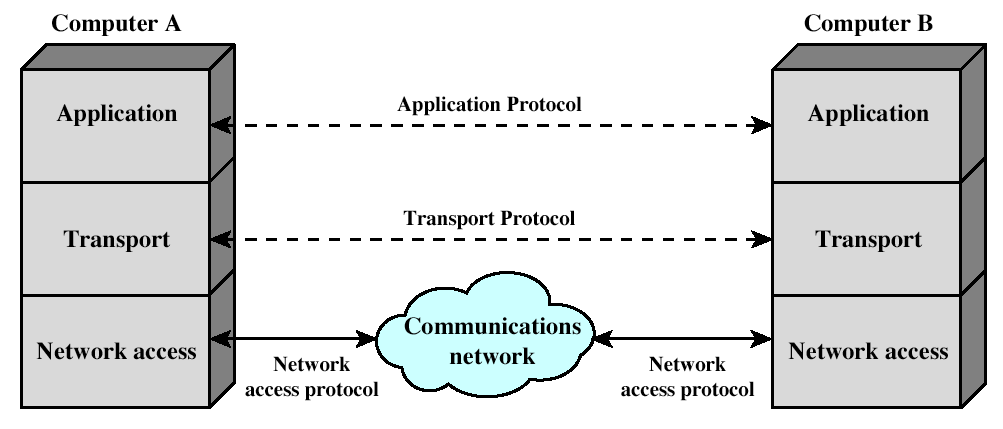 Computer A
Computer B
Application
Application Protocol
Application
Transport
Transport Protocol
Transport
Network access
Network
access protocol
Communications
network
Network
access protocol
Network access